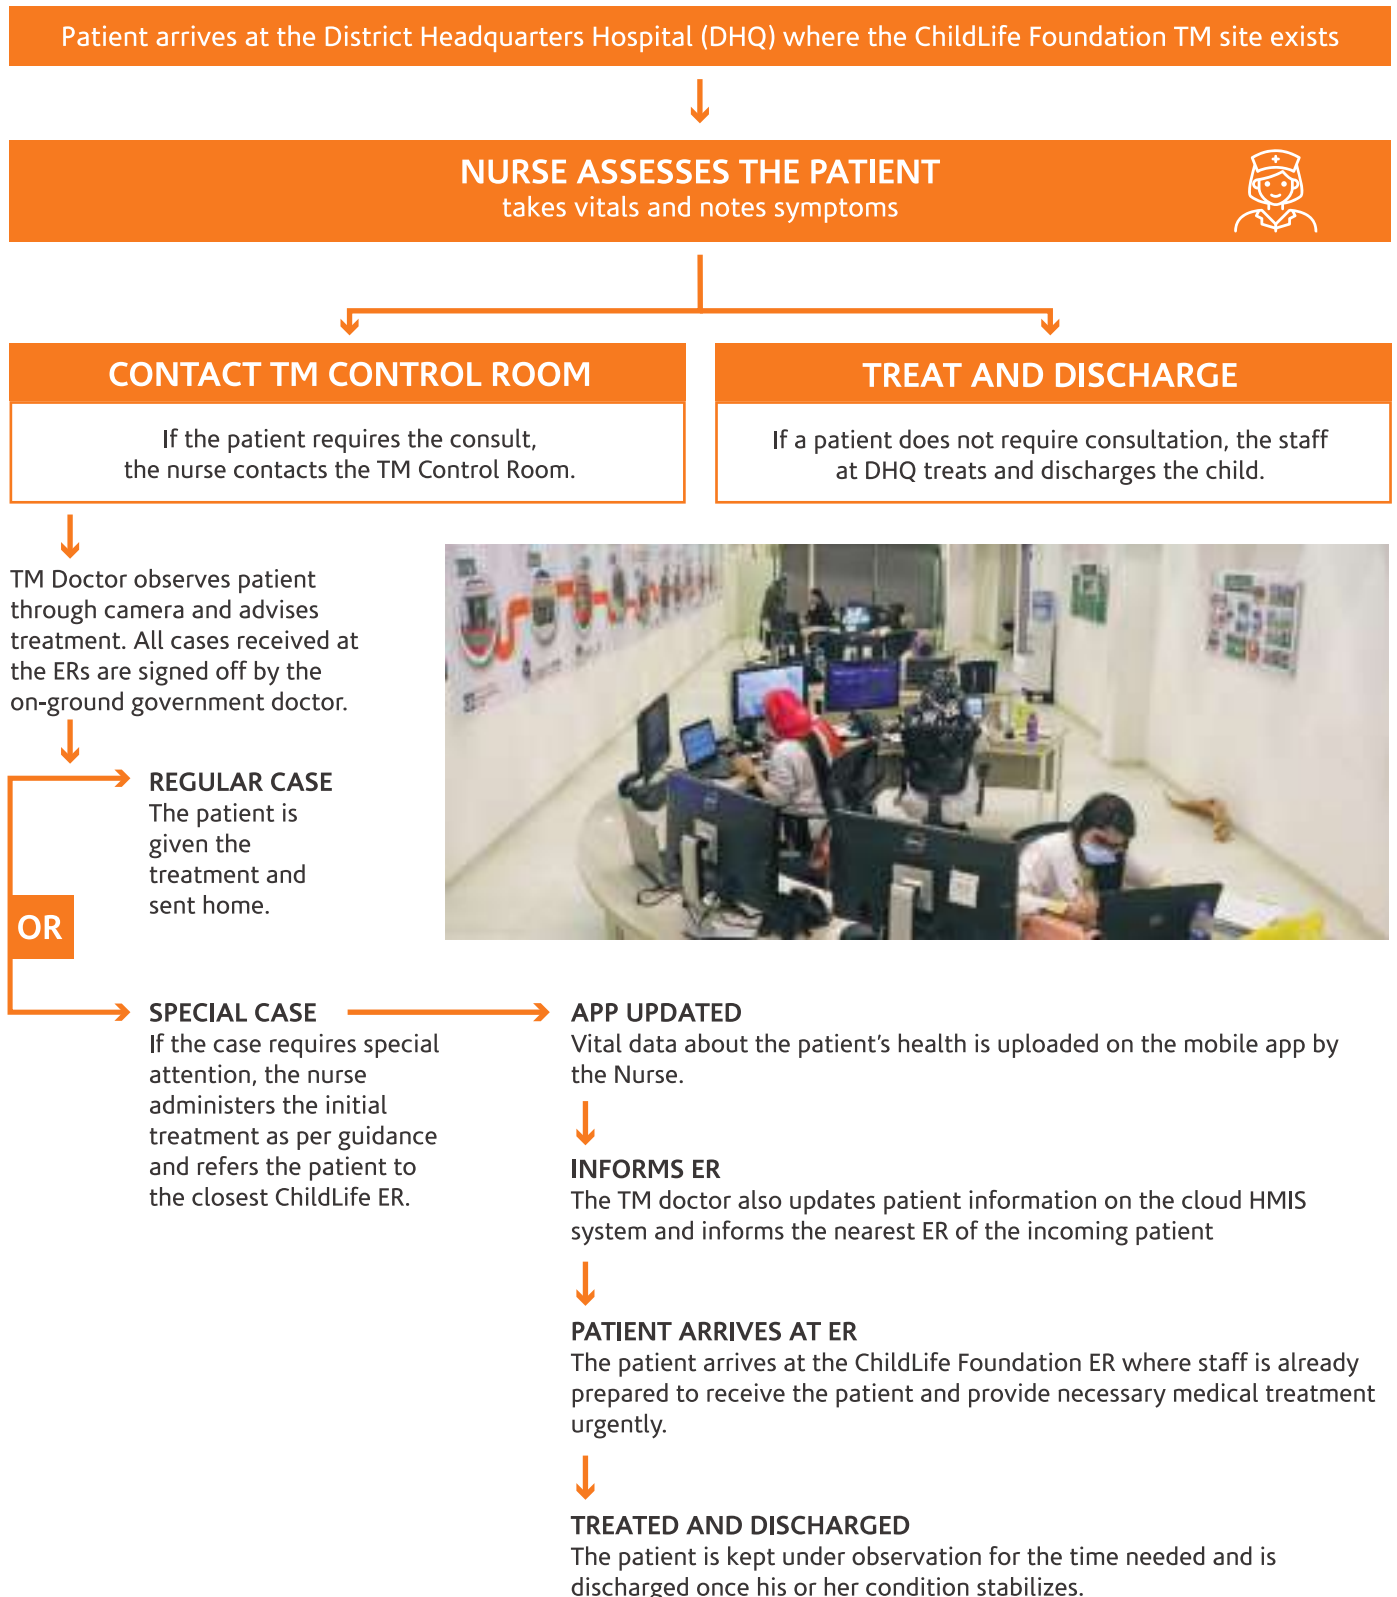 Patient arrives at the District Headquarters Hospital (DHQ) where the ChildLife Foundation TM site exists
NURSE ASSESSES THE PATIENT
takes vitals and notes symptoms
CONTACT TM CONTROL ROOM
If the patient requires the consult,
the nurse contacts the TM Control Room.
TREAT AND DISCHARGE
If a patient does not require consultation, the staff
at DHQ treats and discharges the child.
TM Doctor observes patient
through camera and advises
treatment. All cases received at
the ERs are signed off by the
on-ground government doctor.
REGULAR CASE
The patient is
given the
treatment and
sent home.
OR
SPECIAL CASE
If the case requires special
attention, the nurse
administers the initial
treatment as per guidance
and refers the patient to
the closest ChildLife ER.
APP UPDATED
Vital data about the patient’s health is uploaded on the mobile app by
the Nurse.
INFORMS ER
The TM doctor also updates patient information on the cloud HMIS
system and informs the nearest ER of the incoming patient
PATIENT ARRIVES AT ER
The patient arrives at the ChildLife Foundation ER where staff is already
prepared to receive the patient and provide necessary medical treatment
urgently.
TREATED AND DISCHARGED
The patient is kept under observation for the time needed and is
discharged once his or her condition stabilizes.